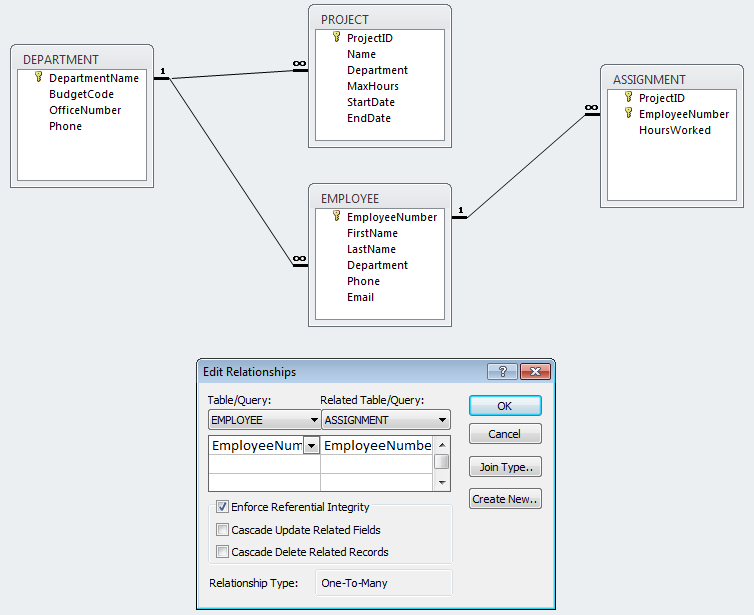 PROJECT
ProjectID
Name
Department
MaxHours
StartDate
EndDate
DEPARTMENT
DepartmentName
BudgetCode
OfficeNumber
Phone
1
∞
∞
ASSIGNMENT
ProjectID
EmployeeNumber
HoursWorked
∞
EMPLOYEE
EmployeeNumber
FirstName
LastName
Department
Phone
Email
1
Edit Relationships
?
Table/Query: Related Table/Query:
EMPLOYEE ASSIGNMENT
EmployeeNum EmployeeNumbe
Enforce Referential Integrity
Cascade Update Related Fields
Cascade Delete Related Records
Relationship Type: One-To-Many
OK
Cancel
Join Type..
Create New..